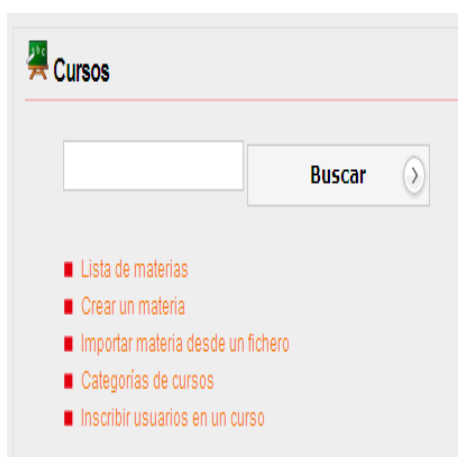 abc
Cursos
Buscar
Lista de materias
Crear un materia
Importar materia desde un fichero
Categorías de cursos
Inscribir usuarios en un curso